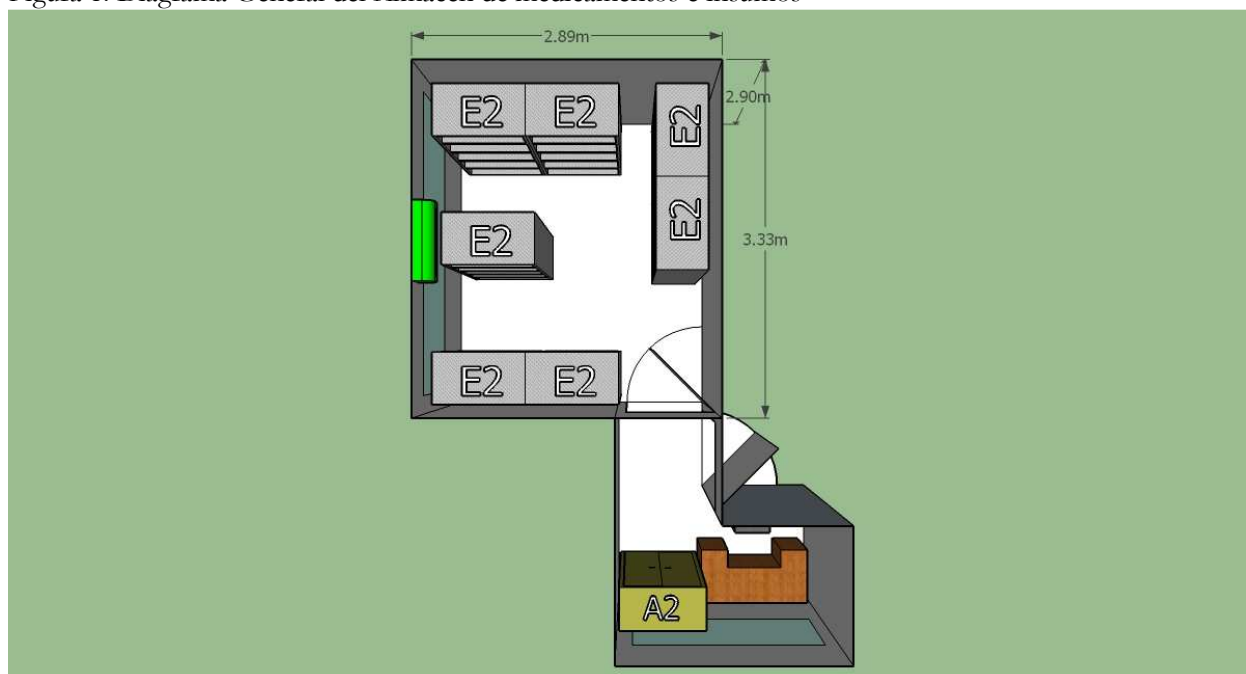 Figura Diagrama General del Almacén de medicamentos e insumos
2.89m
2.90m
E2 E2 E2
E2
E2
3.33m
E2 E2
A2